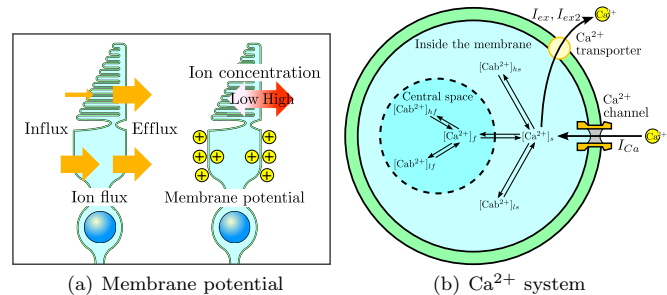 Ion concentration
Low High
Influx
Efflux
Membrane potential
Ion flux
(a) Membrane potential
I_ex, I_ex2
Ca²⁺
Ca²⁺
transporter
Inside the membrane
[Cab²⁺]_hs
Central space
[Cab²⁺]_hf
[Ca²⁺]_f
[Ca²⁺]_s
[Cab²⁺]_lf
[Cab²⁺]_ls
Ca²⁺
channel
Ca²⁺
I_Ca
(b) Ca²⁺ system